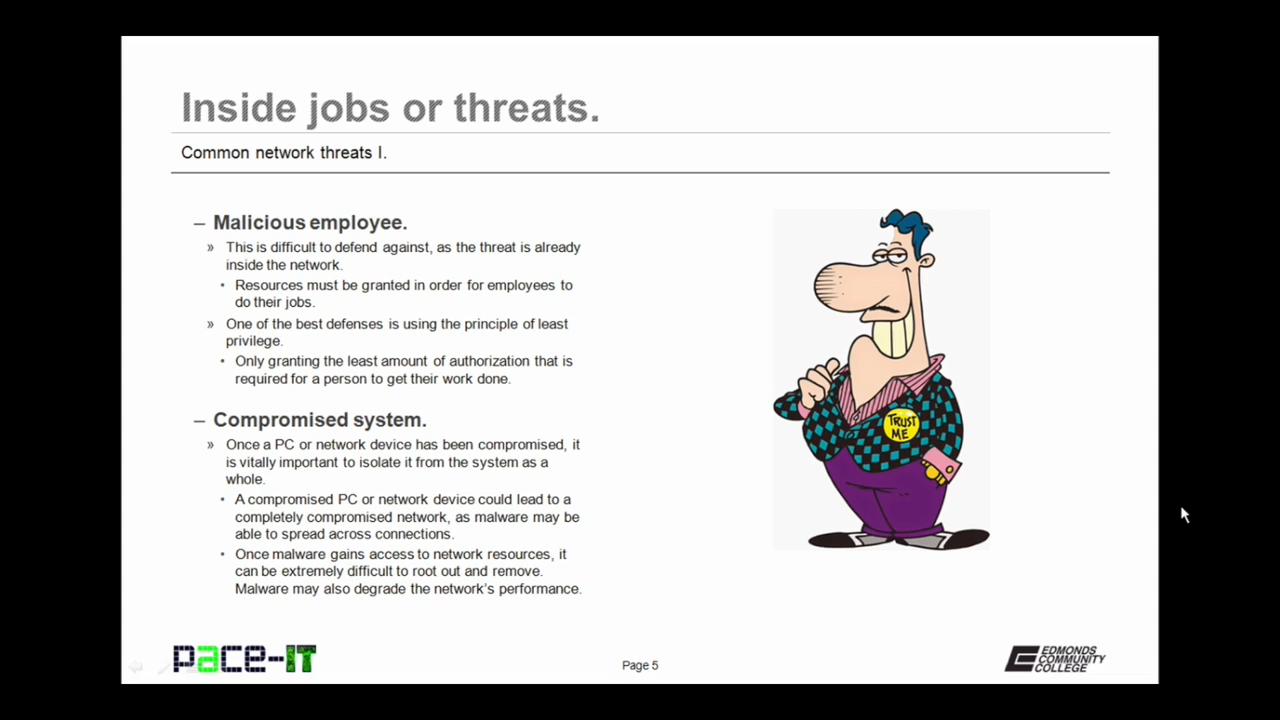 Inside jobs or threats.
Common network threats I.
– Malicious employee.
» This is difficult to defend against, as the threat is already
inside the network.
• Resources must be granted in order for employees to
do their jobs.
» One of the best defenses is using the principle of least
privilege.
• Only granting the least amount of authorization that is
required for a person to get their work done.
– Compromised system.
» Once a PC or network device has been compromised, it
is vitally important to isolate it from the system as a
whole.
• A compromised PC or network device could lead to a
completely compromised network, as malware may be
able to spread across connections.
• Once malware gains access to network resources, it
can be extremely difficult to root out and remove.
Malware may also degrade the network's performance.
TRUST
ME
pace-IT
Page 5
EDMONDS
COMMUNITY
COLLEGE